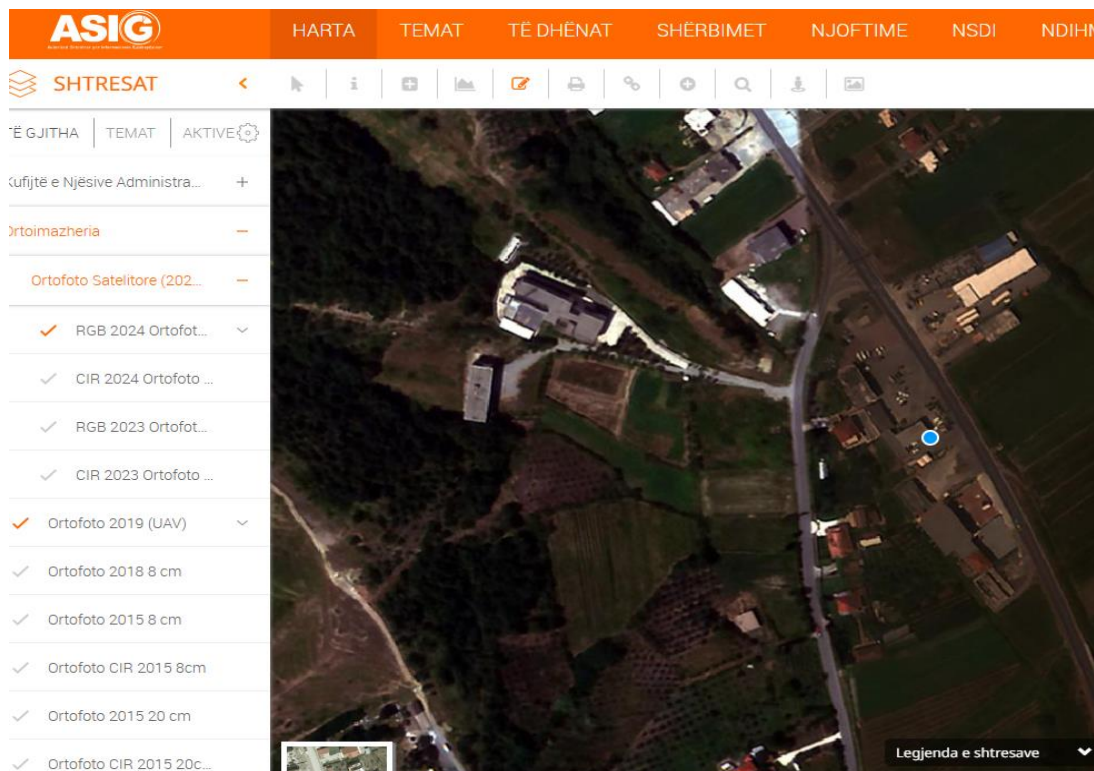 ASIG
HARTA TEMAT TË DHËNAT SHËRBIMET NJOFTIME NSDI NDIHM
SHTRESAT
TË GJITHA TEMAT AKTIVE
Kufijtë e Njësive Administra...
Ortoimazheria
Ortofoto Satelitore (202...
RGB 2024 Ortofot...
CIR 2024 Ortofoto ...
RGB 2023 Ortofot...
CIR 2023 Ortofoto ...
Ortofoto 2019 (UAV)
Ortofoto 2018 8 cm
Ortofoto 2015 8 cm
Ortofoto CIR 2015 8cm
Ortofoto 2015 20 cm
Ortofoto CIR 2015 20c...
Legjenda e shtresave